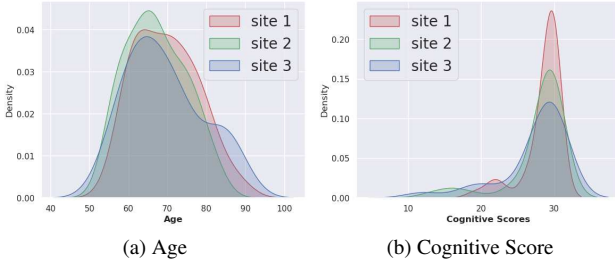 site 1
site 2
site 3
Density
0.04
0.03
0.02
0.01
0.00
40 50 60 70 80 90 100
Age
(a) Age
site 1
site 2
site 3
Density
0.20
0.15
0.10
0.05
0.00
10 20 30
Cognitive Scores
(b) Cognitive Score